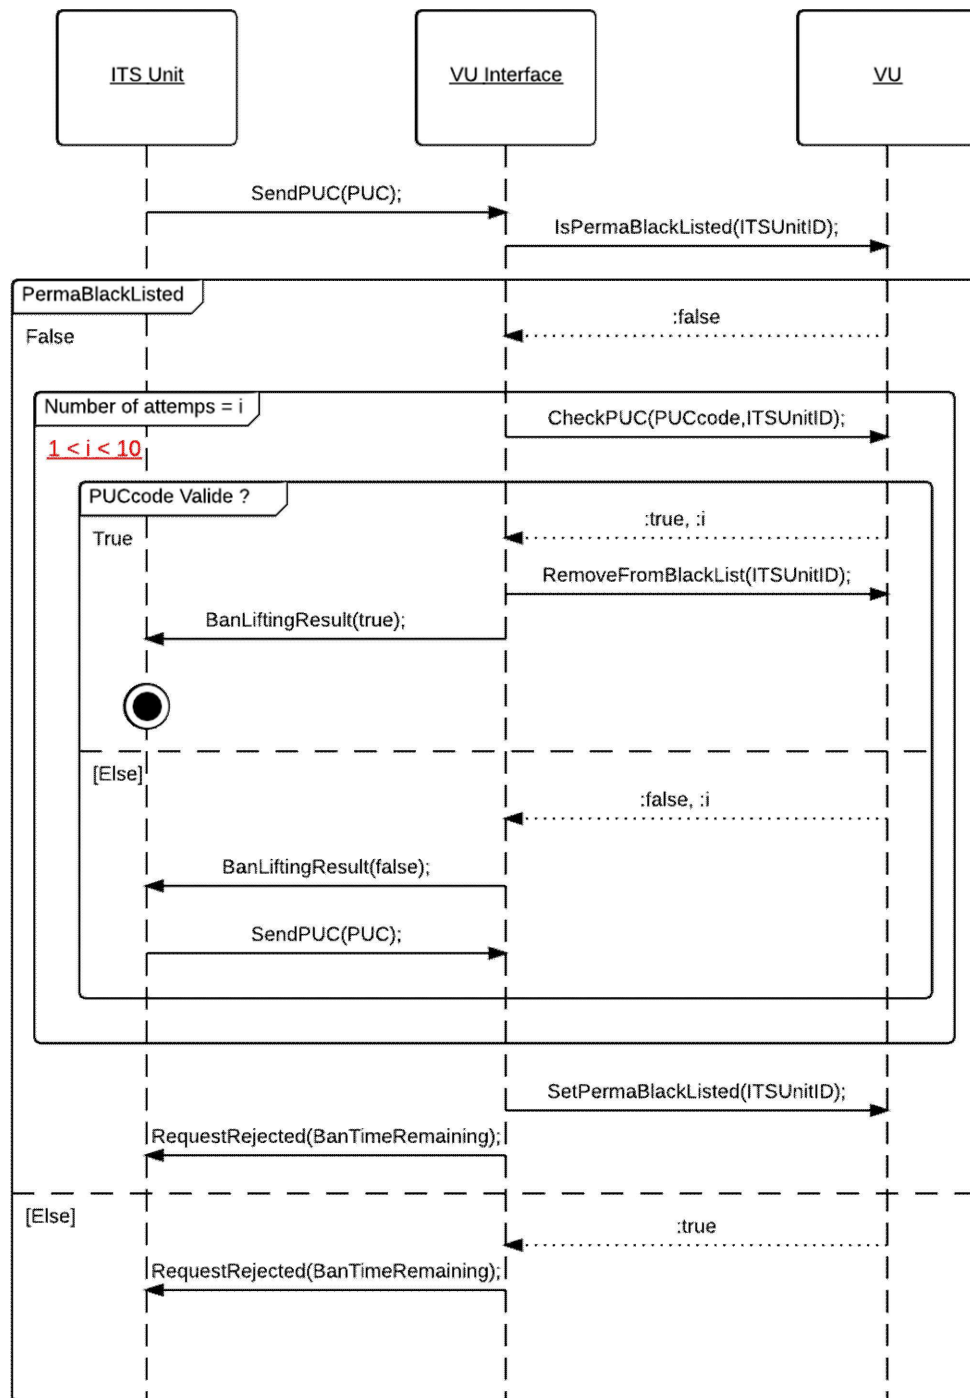 ITS Unit
VU Interface
VU
SendPUC(PUC);
IsPermaBlackListed(ITSUnitID);
PermaBlackListed
:false
False
Number of attemps = i
CheckPUC(PUCcode,ITSUnitID);
1 < i < 10
PUCcode Valide ?
:true, :i
True
RemoveFromBlackList(ITSUnitID);
BanLiftingResult(true);
[Else]
:false, :i
BanLiftingResult(false);
SendPUC(PUC);
SetPermaBlackListed(ITSUnitID);
RequestRejected(BanTimeRemaining);
[Else]
:true
RequestRejected(BanTimeRemaining);